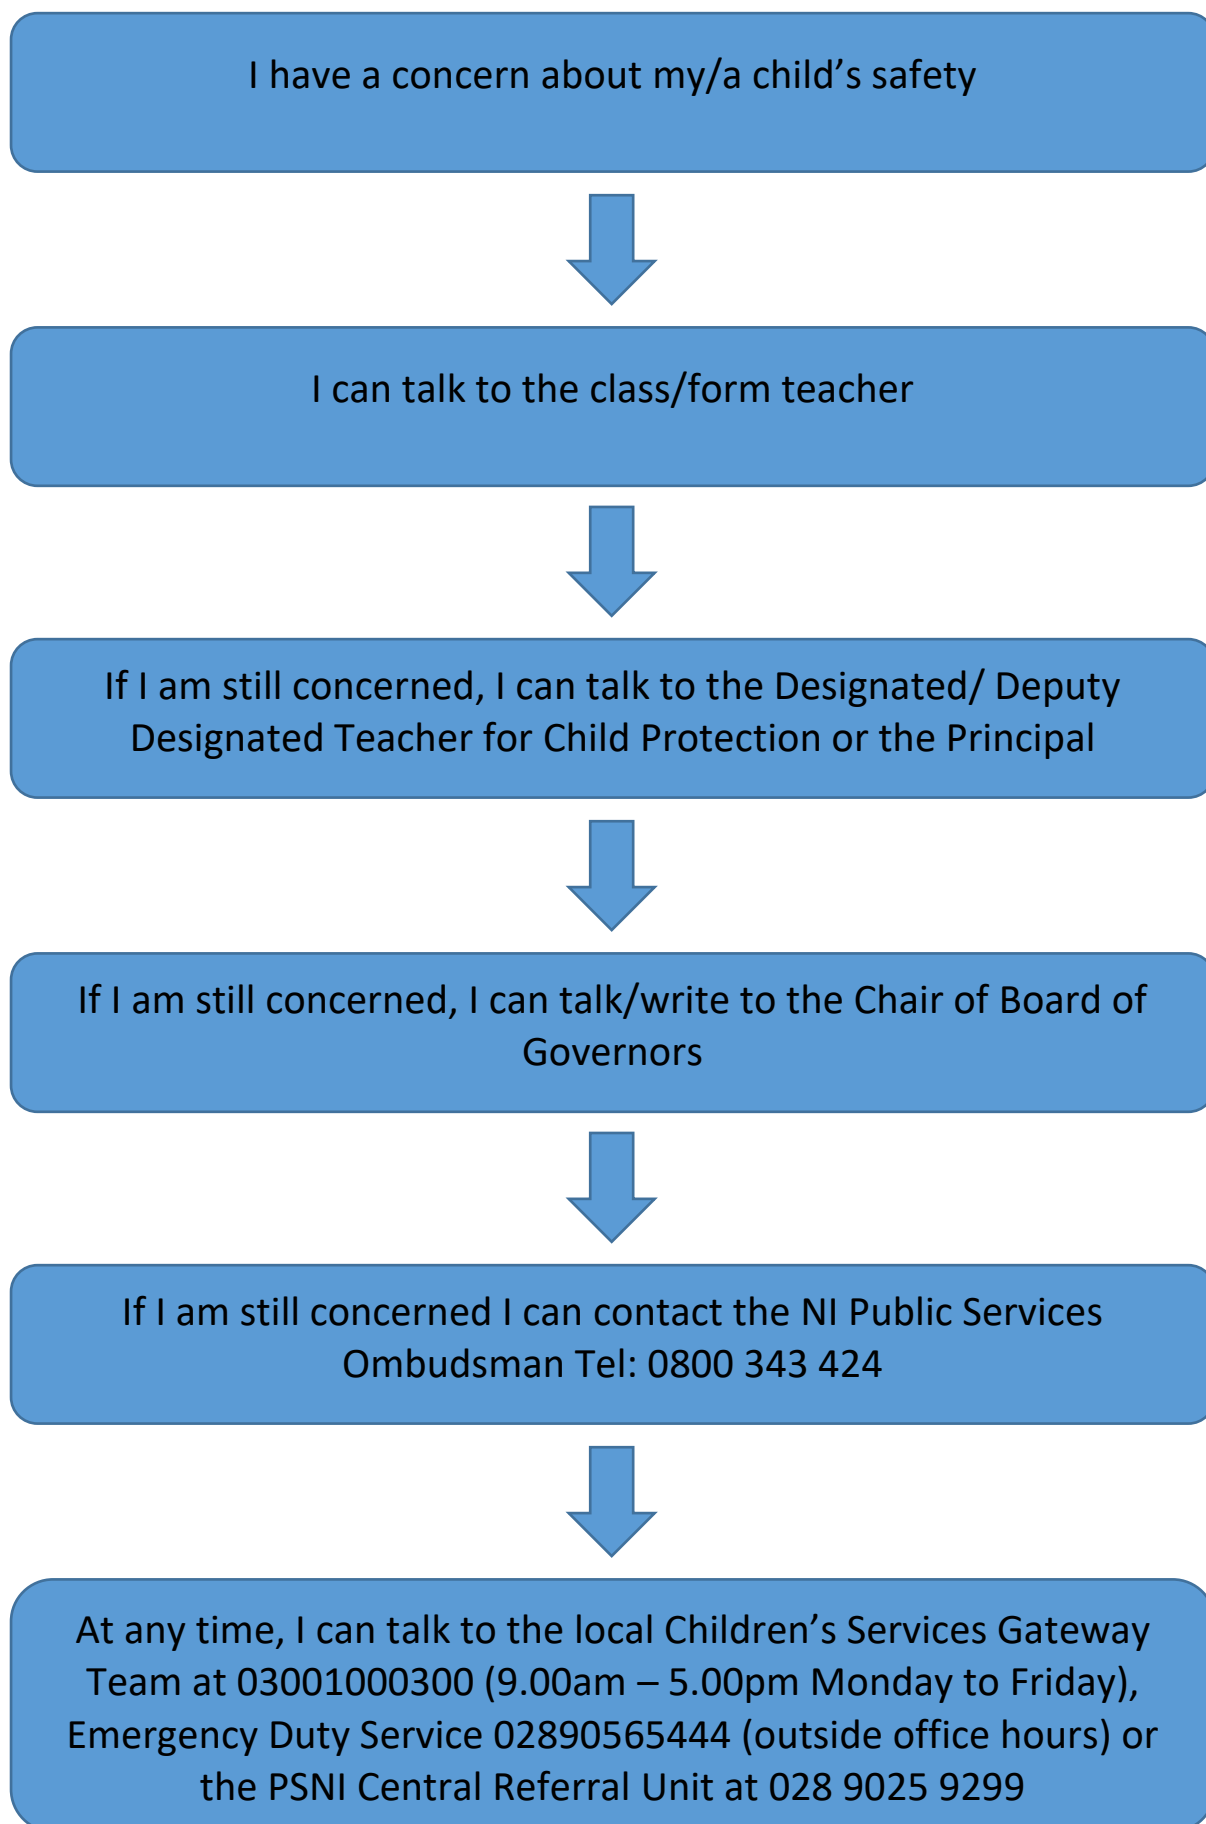 I have a concern about my/a child’s safety
I can talk to the class/form teacher
If I am still concerned, I can talk to the Designated/ Deputy
Designated Teacher for Child Protection or the Principal
If I am still concerned, I can talk/write to the Chair of Board of
Governors
If I am still concerned I can contact the NI Public Services
Ombudsman Tel: 0800 343 424
At any time, I can talk to the local Children’s Services Gateway
Team at 03001000300 (9.00am – 5.00pm Monday to Friday),
Emergency Duty Service 02890565444 (outside office hours) or
the PSNI Central Referral Unit at 028 9025 9299